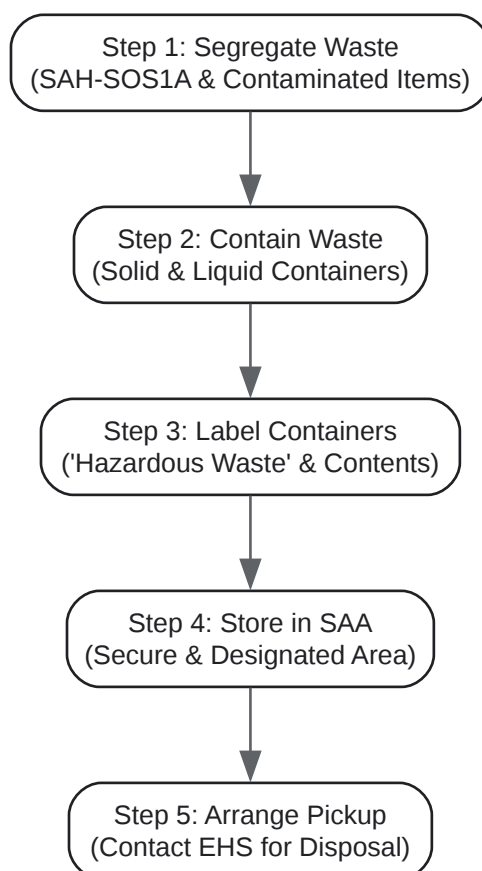 Step 1: Segregate Waste
(SAH-SOS1A & Contaminated Items)
Step 2: Contain Waste
(Solid & Liquid Containers)
Step 3: Label Containers
('Hazardous Waste' & Contents)
Step 4: Store in SAA
(Secure & Designated Area)
Step 5: Arrange Pickup
(Contact EHS for Disposal)